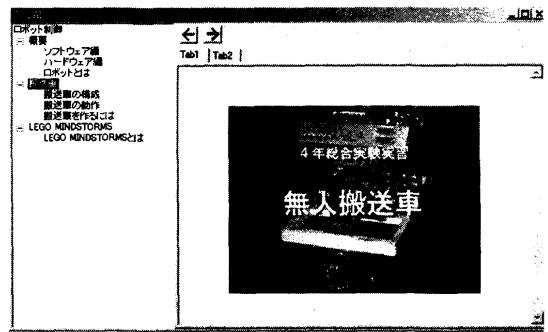 ロボット制御
概要
ソフトウェア編
ハードウェア編
ロボットとは
搬送車
搬送車の構成
搬送車の動作
搬送車を作るには
LEGO MINDSTORMS
LEGO MINDSTORMSとは
Tab1
Tab2
4年総合実験実習
無人搬送車